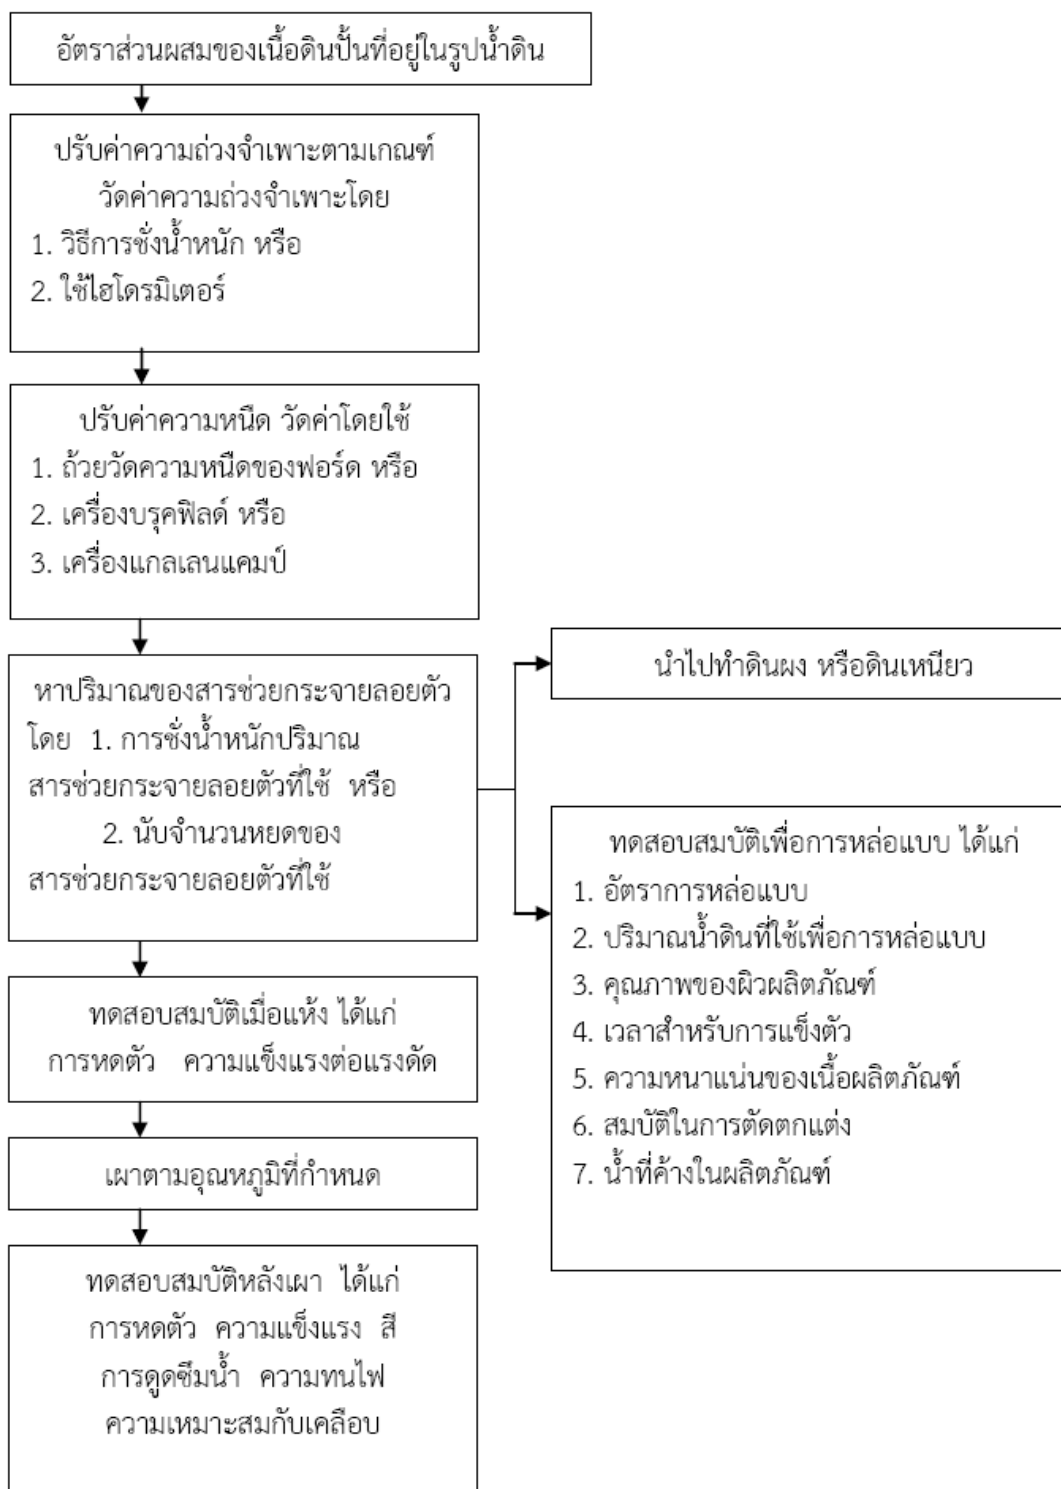 อัตราส่วนผสมของเนื้อดินปั้นที่อยู่ในรูปน้ำดิน
ปรับค่าความถ่วงจำเพาะตามเกณฑ์
วัดค่าความถ่วงจำเพาะโดย
1. วิธีการชั่งน้ำหนัก หรือ
2. ใช้ไฮโดรมิเตอร์
ปรับค่าความหนืด วัดค่าโดยใช้
1. ถ้วยวัดความหนืดของฟอร์ด หรือ
2. เครื่องบรุคฟิลด์ หรือ
3. เครื่องแกลเลนแคมป์
หาปริมาณของสารช่วยกระจายลอยตัว
โดย 1. การชั่งน้ำหนักปริมาณ
สารช่วยกระจายลอยตัวที่ใช้ หรือ
2. นับจำนวนหยดของ
สารช่วยกระจายลอยตัวที่ใช้
นำไปทำดินผง หรือดินเหนียว
ทดสอบสมบัติเพื่อการหล่อแบบ ได้แก่
1. อัตราการหล่อแบบ
2. ปริมาณน้ำดินที่ใช้เพื่อการหล่อแบบ
3. คุณภาพของผิวผลิตภัณฑ์
4. เวลาสำหรับการแข็งตัว
5. ความหนาแน่นของเนื้อผลิตภัณฑ์
6. สมบัติในการตัดตกแต่ง
7. น้ำที่ค้างในผลิตภัณฑ์
ทดสอบสมบัติเมื่อแห้ง ได้แก่
การหดตัว ความแข็งแรงต่อแรงดัด
เผาตามอุณหภูมิที่กำหนด
ทดสอบสมบัติหลังเผา ได้แก่
การหดตัว ความแข็งแรง สี
การดูดซึมน้ำ ความทนไฟ
ความเหมาะสมกับเคลือบ